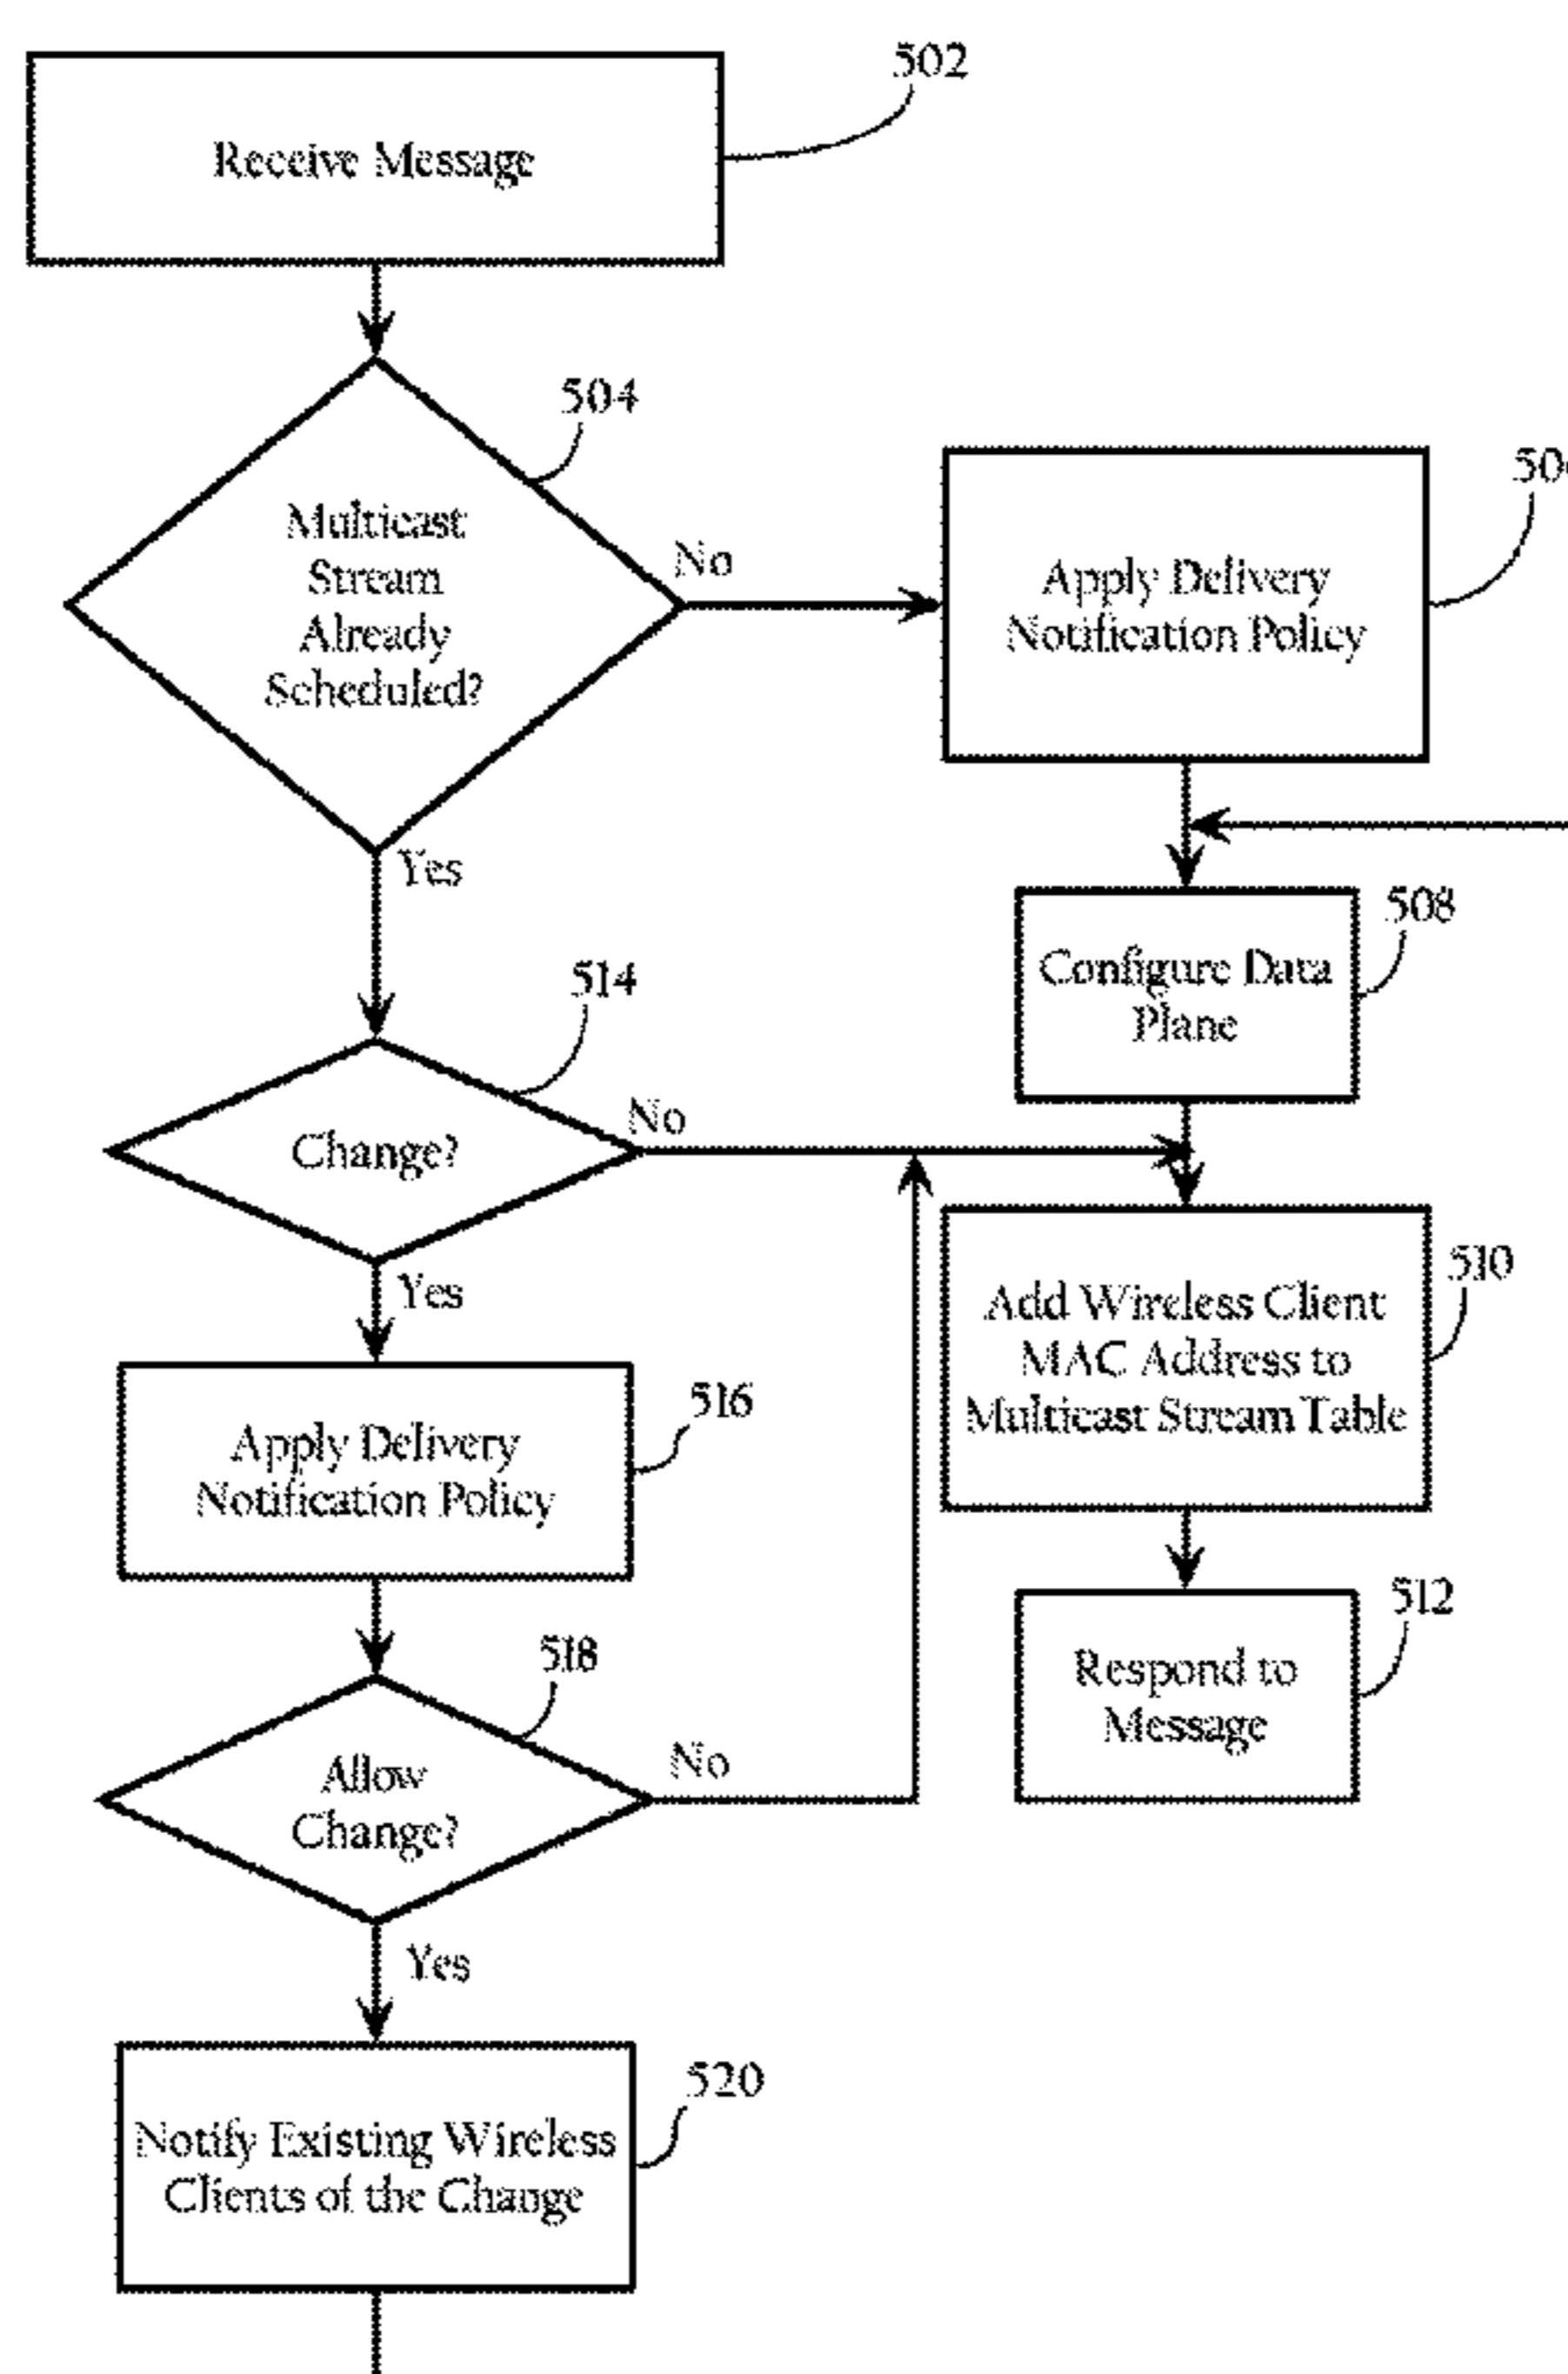 502
Receive Message
504
Multicast
Stream
Already
Scheduled?
No
Yes
Apply Delivery
Notification Policy
508
Configure Data
Plane
514
Change?
No
Yes
510
Add Wireless Client
MAC Address to
Multicast Stream Table
516
Apply Delivery
Notification Policy
512
Respond to
Message
518
Allow
Change?
No
Yes
520
Notify Existing Wireless
Clients of the Change